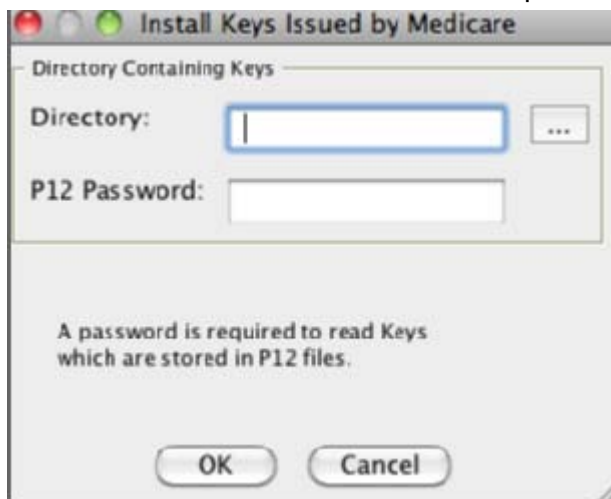 Install Keys Issued by Medicare
Directory Containing Keys
Directory:
...
P12 Password:
A password is required to read Keys
which are stored in P12 files.
OK
Cancel